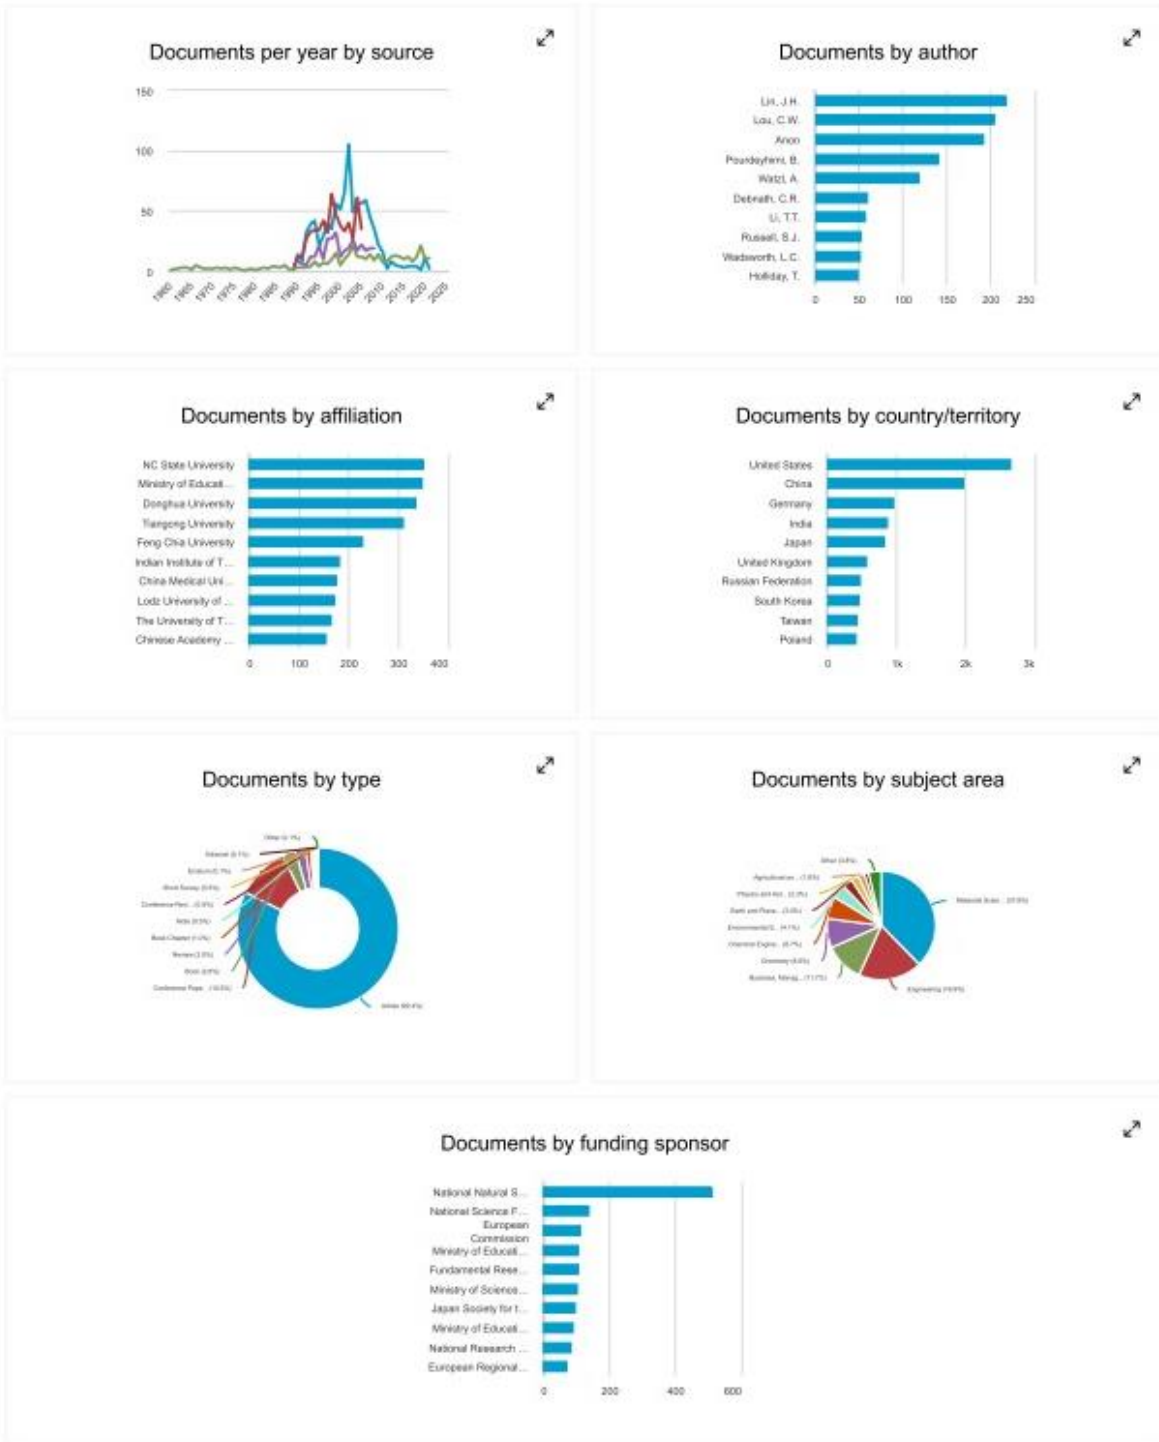 Documents per year by source
150
100
50
0
1960
1965
1970
1975
1980
1985
1990
1995
2000
2005
2010
2015
2020
2025
Documents by author
Lin, J.H.
Lou, C.W.
Anon
Pourdeyhimi, B.
Watzl, A.
Debnath, C.R.
Li, T.T.
Russell, S.J.
Wadsworth, L.C.
Holliday, T.
0 50 100 150 200 250
Documents by affiliation
NC State University
Ministry of Educati...
Donghua University
Tiangong University
Feng Chia University
Indian Institute of T...
China Medical Uni...
Lodz University of ...
The University of T...
Chinese Academy ...
0 100 200 300 400
Documents by country/territory
United States
China
Germany
India
Japan
United Kingdom
Russian Federation
South Korea
Taiwan
Poland
0 1k 2k 3k
Documents by type
Conference Pape...
Documents by subject area
Other
Engineering
Business, Manag... (11.7%)
Documents by funding sponsor
National Natural S...
National Science F...
European
Commission
Ministry of Educati...
Fundamental Rese...
Ministry of Science...
Japan Society for t...
Ministry of Educati...
National Research ...
European Regional...
0 200 400 600